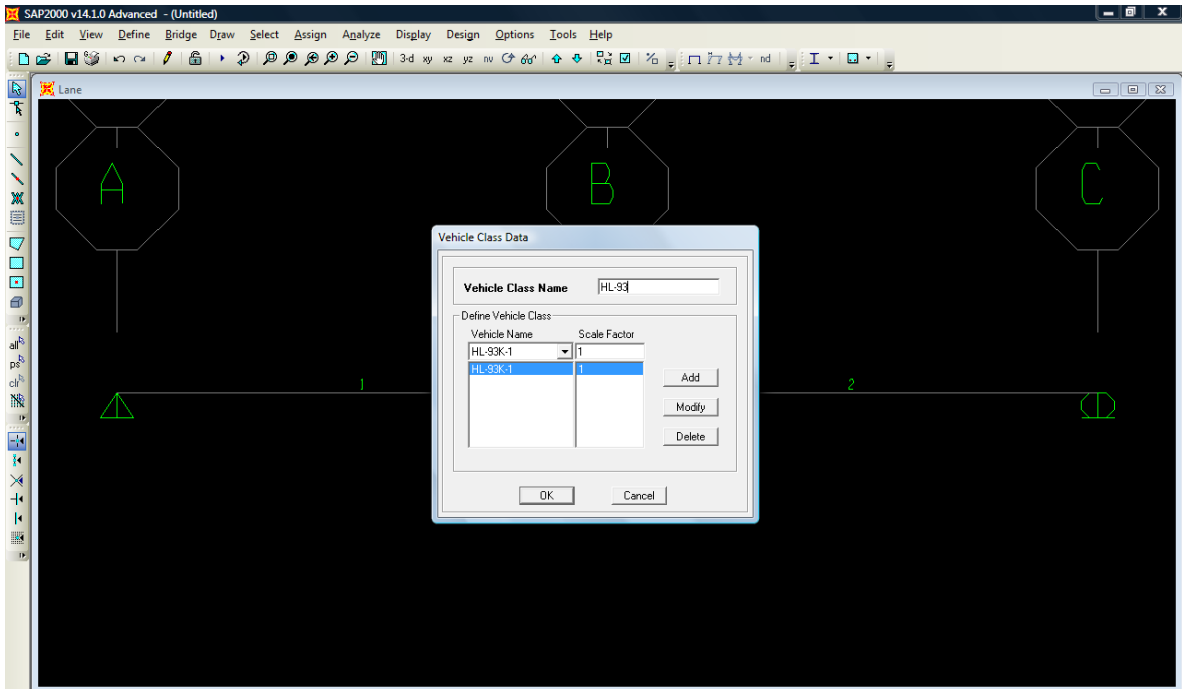 SAP2000 v14.1.0 Advanced - (Untitled)
File Edit View Define Bridge Draw Select Assign Analyze Display Design Options Tools Help
3-d xy xz yz nv nd
Lane
A B C
Vehicle Class Data
Vehicle Class Name HL-93
Define Vehicle Class
Vehicle Name Scale Factor
HL-93K-1 1
HL-93K-1 1
Add
Modify
Delete
OK Cancel
1 2
all
ps
clr